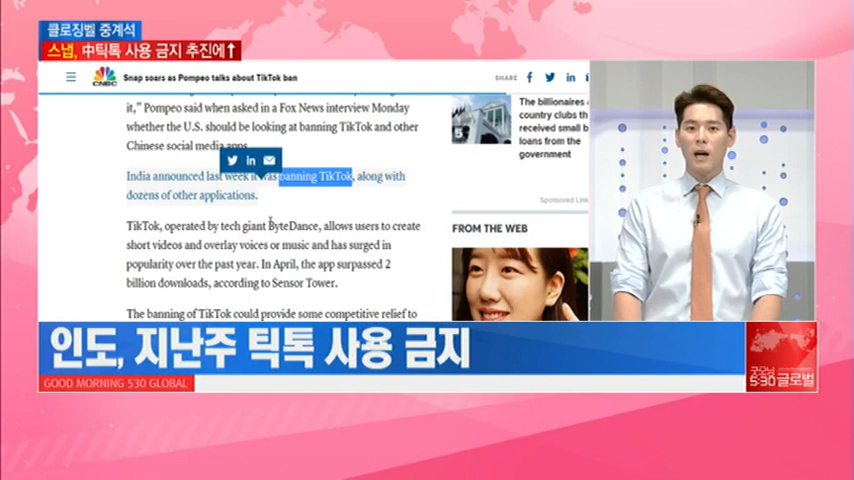 클로징벨 중계석
스냅, 中틱톡 사용 금지 추진에↑
CNBC
Snap soars as Pompeo talks about TikTok ban
SHARE
it,” Pompeo said when asked in a Fox News interview Monday
whether the U.S. should be looking at banning TikTok and other
Chinese social media apps.
India announced last week it was banning TikTok, along with
dozens of other applications.
TikTok, operated by tech giant ByteDance, allows users to create
short videos and overlay voices or music and has surged in
popularity over the past year. In April, the app surpassed 2
billion downloads, according to Sensor Tower.
The banning of TikTok could provide some competitive relief to
The billionaires a
country clubs th
received small b
loans from the
government
Sponsored Link
FROM THE WEB
인도, 지난주 틱톡 사용 금지
GOOD MORNING 530 GLOBAL
굿모닝
5:30 글로벌